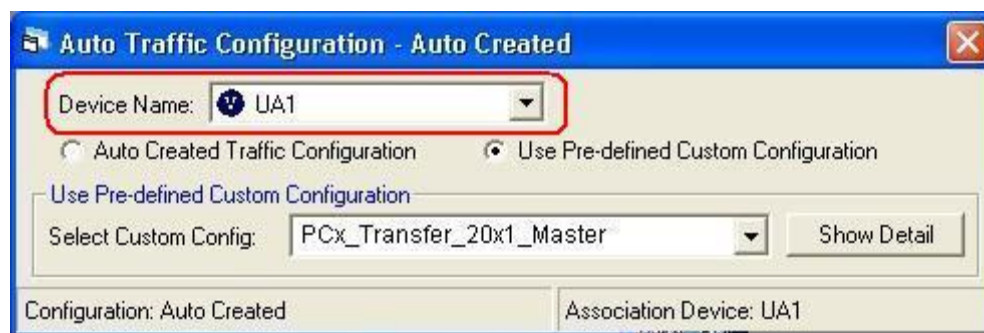 Auto Traffic Configuration - Auto Created
Device Name: V UA1
Auto Created Traffic Configuration Use Pre-defined Custom Configuration
Use Pre-defined Custom Configuration
Select Custom Config: PCx_Transfer_20x1_Master Show Detail
Configuration: Auto Created Association Device: UA1